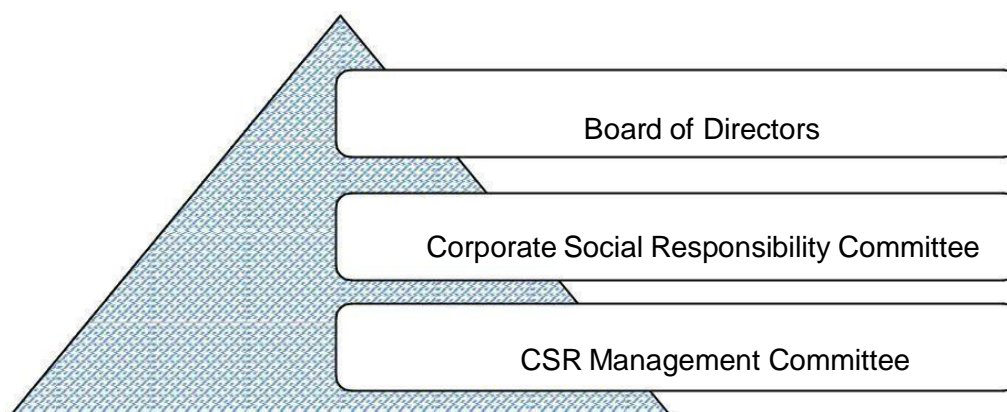 Board of Directors
Corporate Social Responsibility Committee
CSR Management Committee